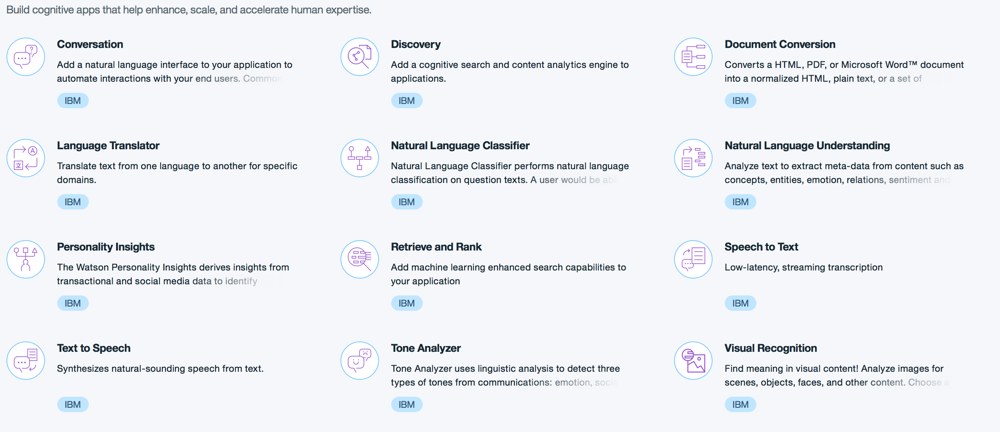 Build cognitive apps that help enhance, scale, and accelerate human expertise.
Conversation
Add a natural language interface to your application to
automate interactions with your end users. Common
IBM
Discovery
Add a cognitive search and content analytics engine to
applications.
IBM
Document Conversion
Converts a HTML, PDF, or Microsoft Word™ document
into a normalized HTML, plain text, or a set of
IBM
Language Translator
Translate text from one language to another for specific
domains.
IBM
Natural Language Classifier
Natural Language Classifier performs natural language
classification on question texts. A user would be
IBM
Natural Language Understanding
Analyze text to extract meta-data from content such as
concepts, entities, emotion, relations, sentiment and
IBM
Personality Insights
The Watson Personality Insights derives insights from
transactional and social media data to identify
IBM
Retrieve and Rank
Add machine learning enhanced search capabilities to
your application
IBM
Speech to Text
Low-latency, streaming transcription
IBM
Text to Speech
Synthesizes natural-sounding speech from text.
IBM
Tone Analyzer
Tone Analyzer uses linguistic analysis to detect three
types of tones from communications: emotion,
IBM
Visual Recognition
Find meaning in visual content! Analyze images for
scenes, objects, faces, and other content. Choose
IBM